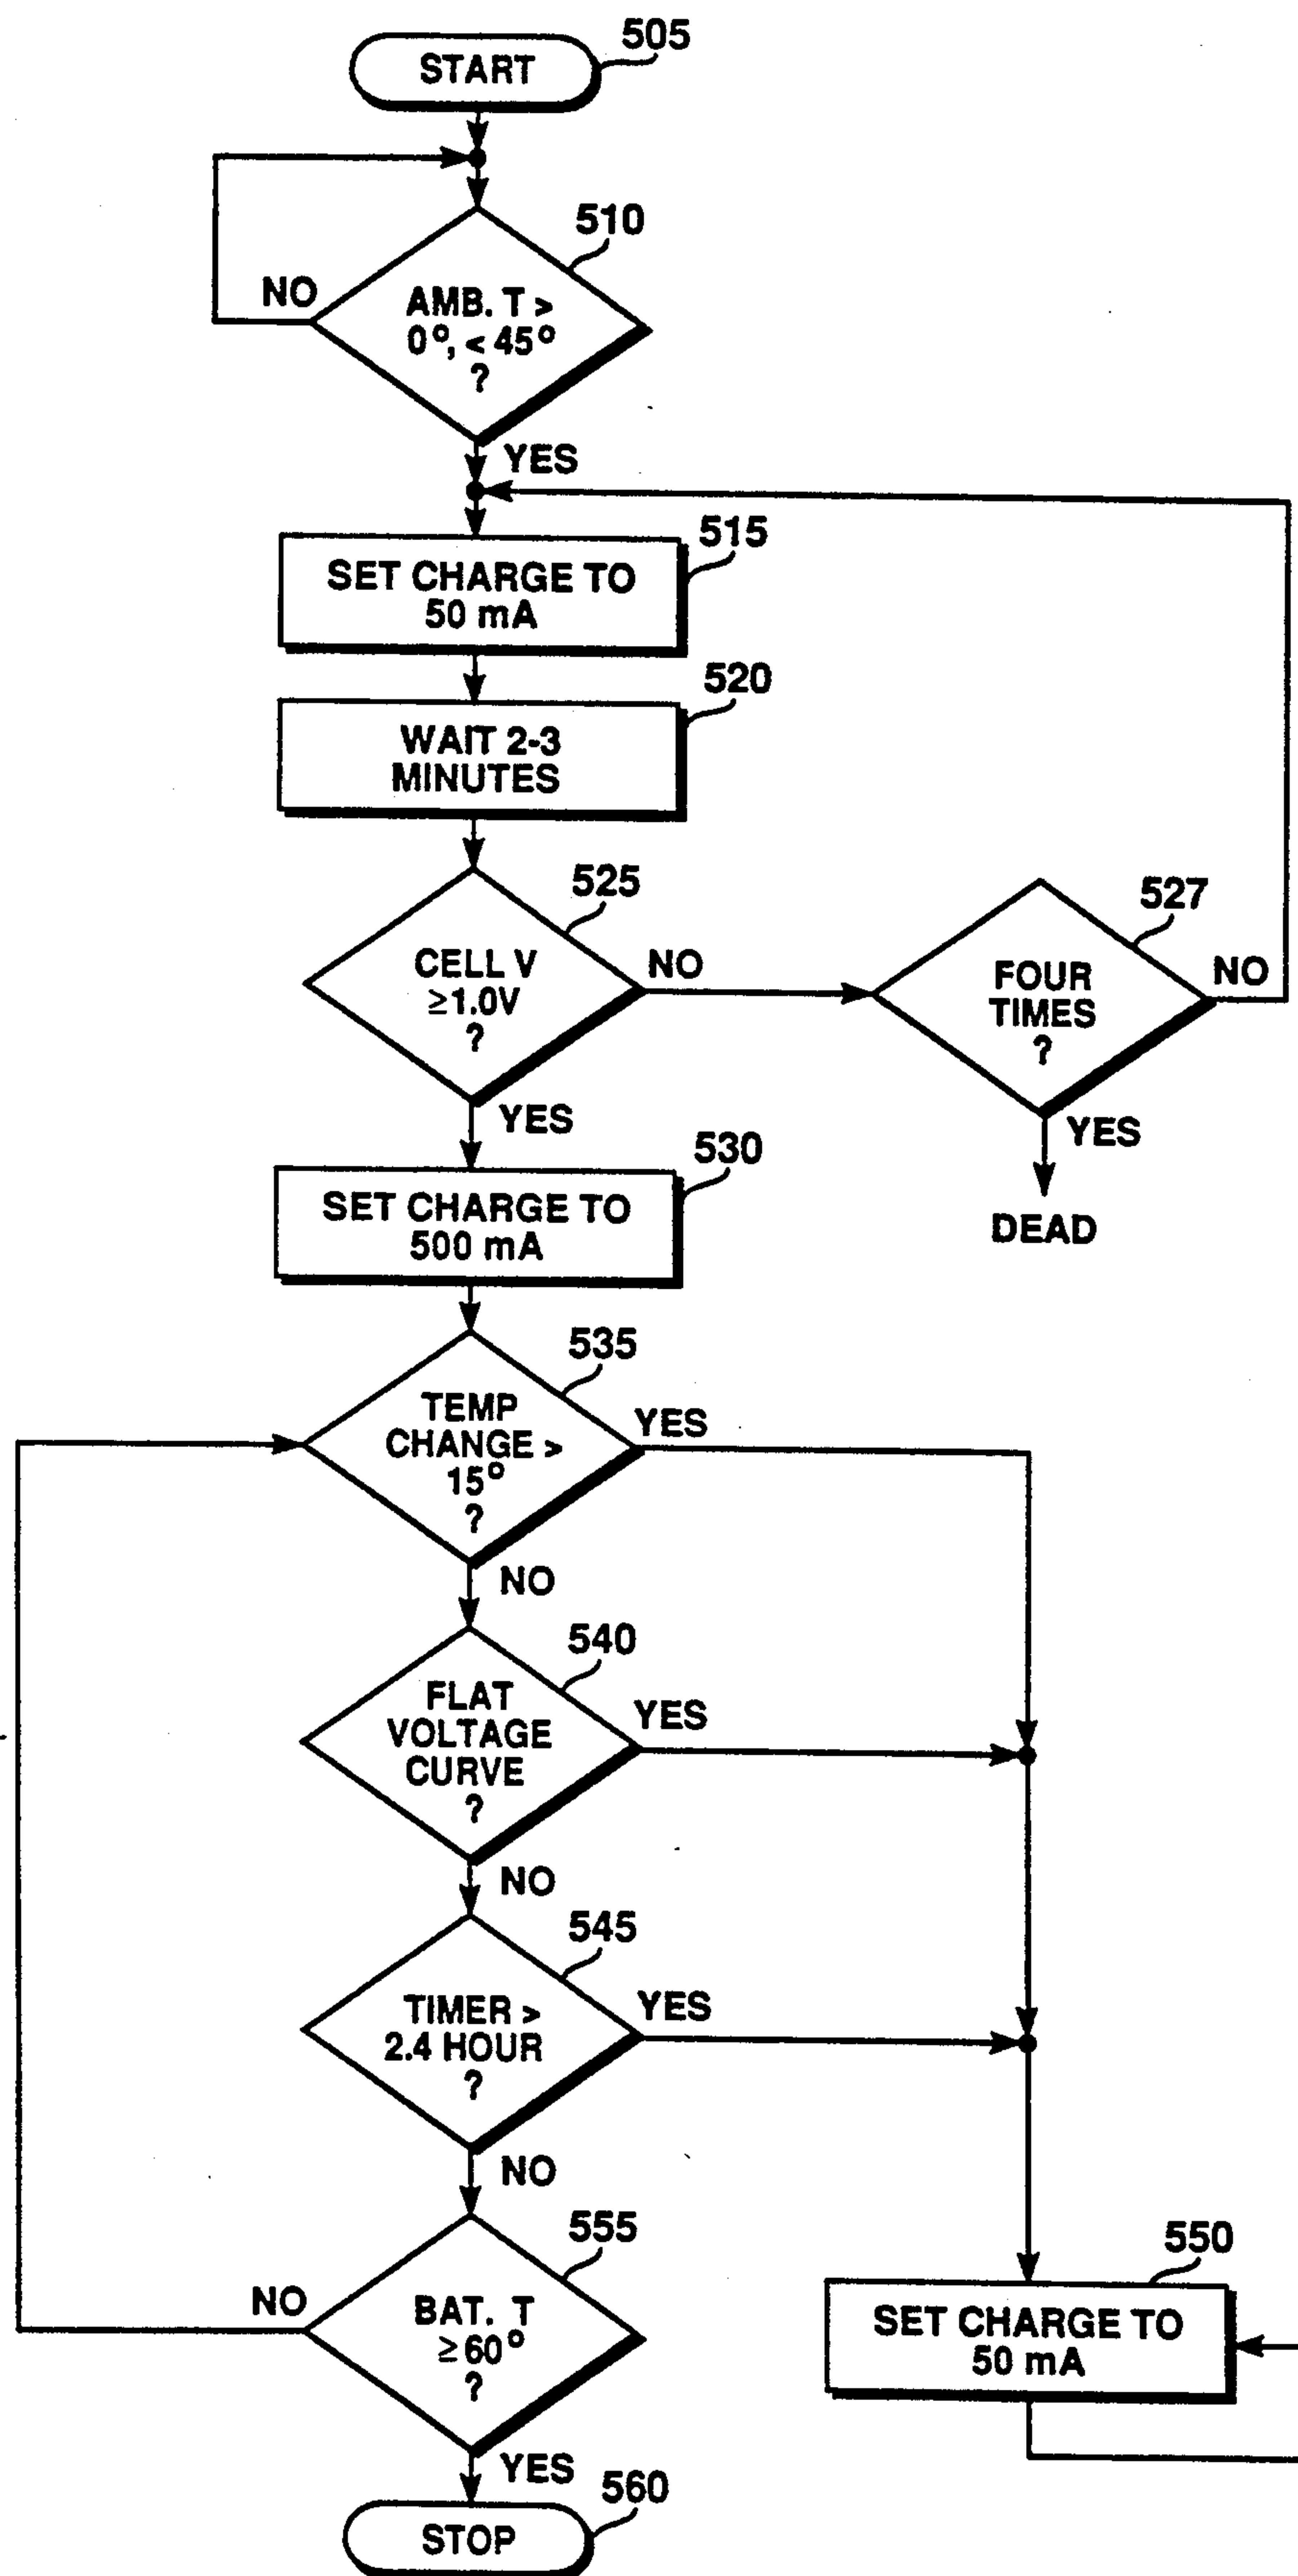 505
START
510
NO
AMB. T >
0°, < 45°
?
YES
515
SET CHARGE TO
50 mA
520
WAIT 2-3
MINUTES
525
CELL V
≥1.0V
?
NO
527
FOUR
TIMES
?
NO
YES
DEAD
YES
530
SET CHARGE TO
500 mA
535
TEMP
CHANGE >
15°
?
YES
NO
540
FLAT
VOLTAGE
CURVE
?
YES
NO
545
TIMER >
2.4 HOUR
?
YES
NO
555
BAT. T
≥60°
?
NO
550
SET CHARGE TO
50 mA
YES
560
STOP